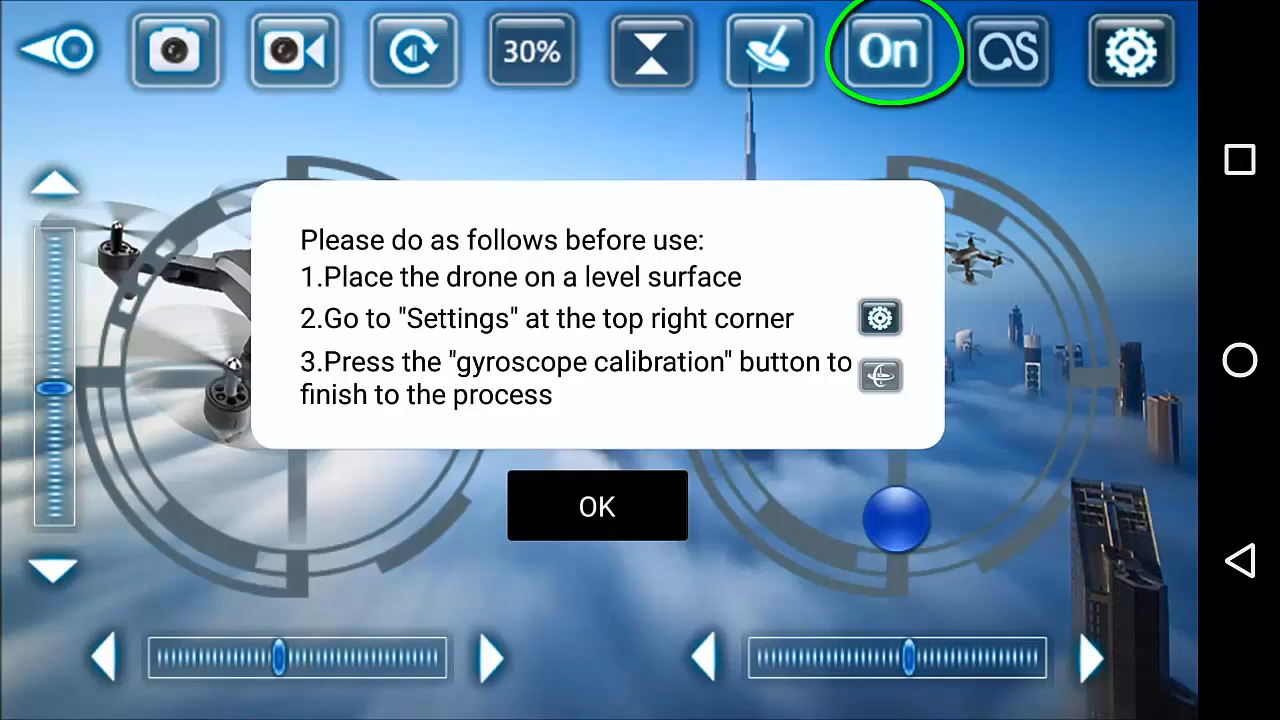 30%
On
Please do as follows before use:
1.Place the drone on a level surface
2.Go to "Settings" at the top right corner
3.Press the "gyroscope calibration" button to
finish to the process
OK